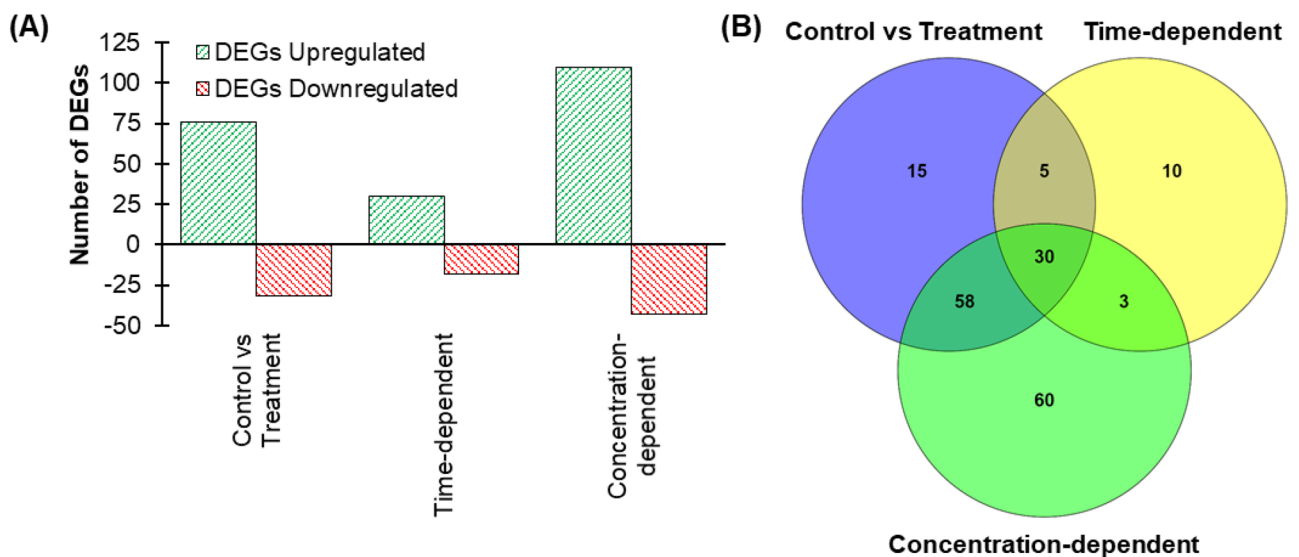 (A)
125
100
75
50
25
0
-25
-50
Number of DEGs
DEGs Upregulated
DEGs Downregulated
Control vs
Treatment
Time-dependent
Concentration-
dependent
(B)
Control vs Treatment
Time-dependent
15
5
10
30
58
3
60
Concentration-dependent